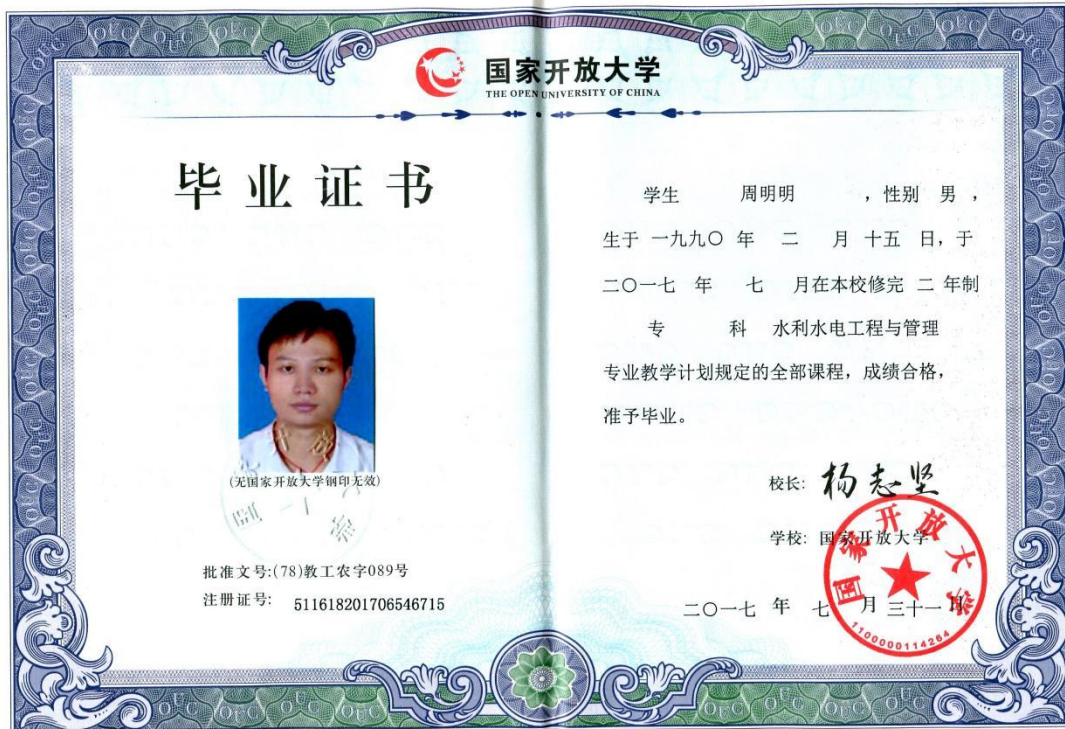 国家开放大学
THE OPEN UNIVERSITY OF CHINA
毕业证书
(无国家开放大学钢印无效)
批准文号:(78)教工农字089号
注册证号: 511618201706546715
学生 周明明 ，性别 男 ，
生于 一九九〇 年 二 月 十五 日，于
二〇一七 年 七 月在本校修完 二 年制
专 科 水利水电工程与管理
专业教学计划规定的全部课程，成绩合格，
准予毕业。
校长: 杨志坚
学校: 国家开放大学
二〇一七 年 七 月 三十一 日
国家开放大学
1100000114264